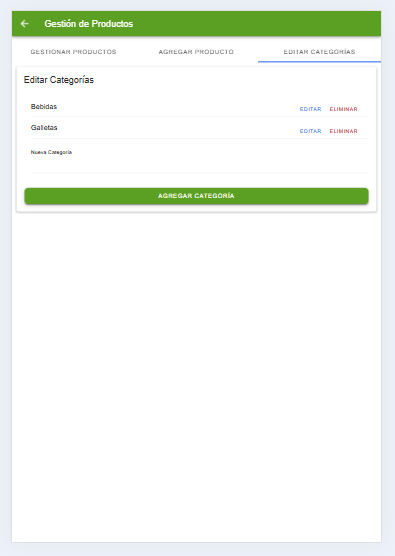 Gestión de Productos
GESTIONAR PRODUCTOS AGREGAR PRODUCTO EDITAR CATEGORÍAS
Editar Categorías
Bebidas EDITAR ELIMINAR
Galletas EDITAR ELIMINAR
Nueva Categoría
AGREGAR CATEGORÍA